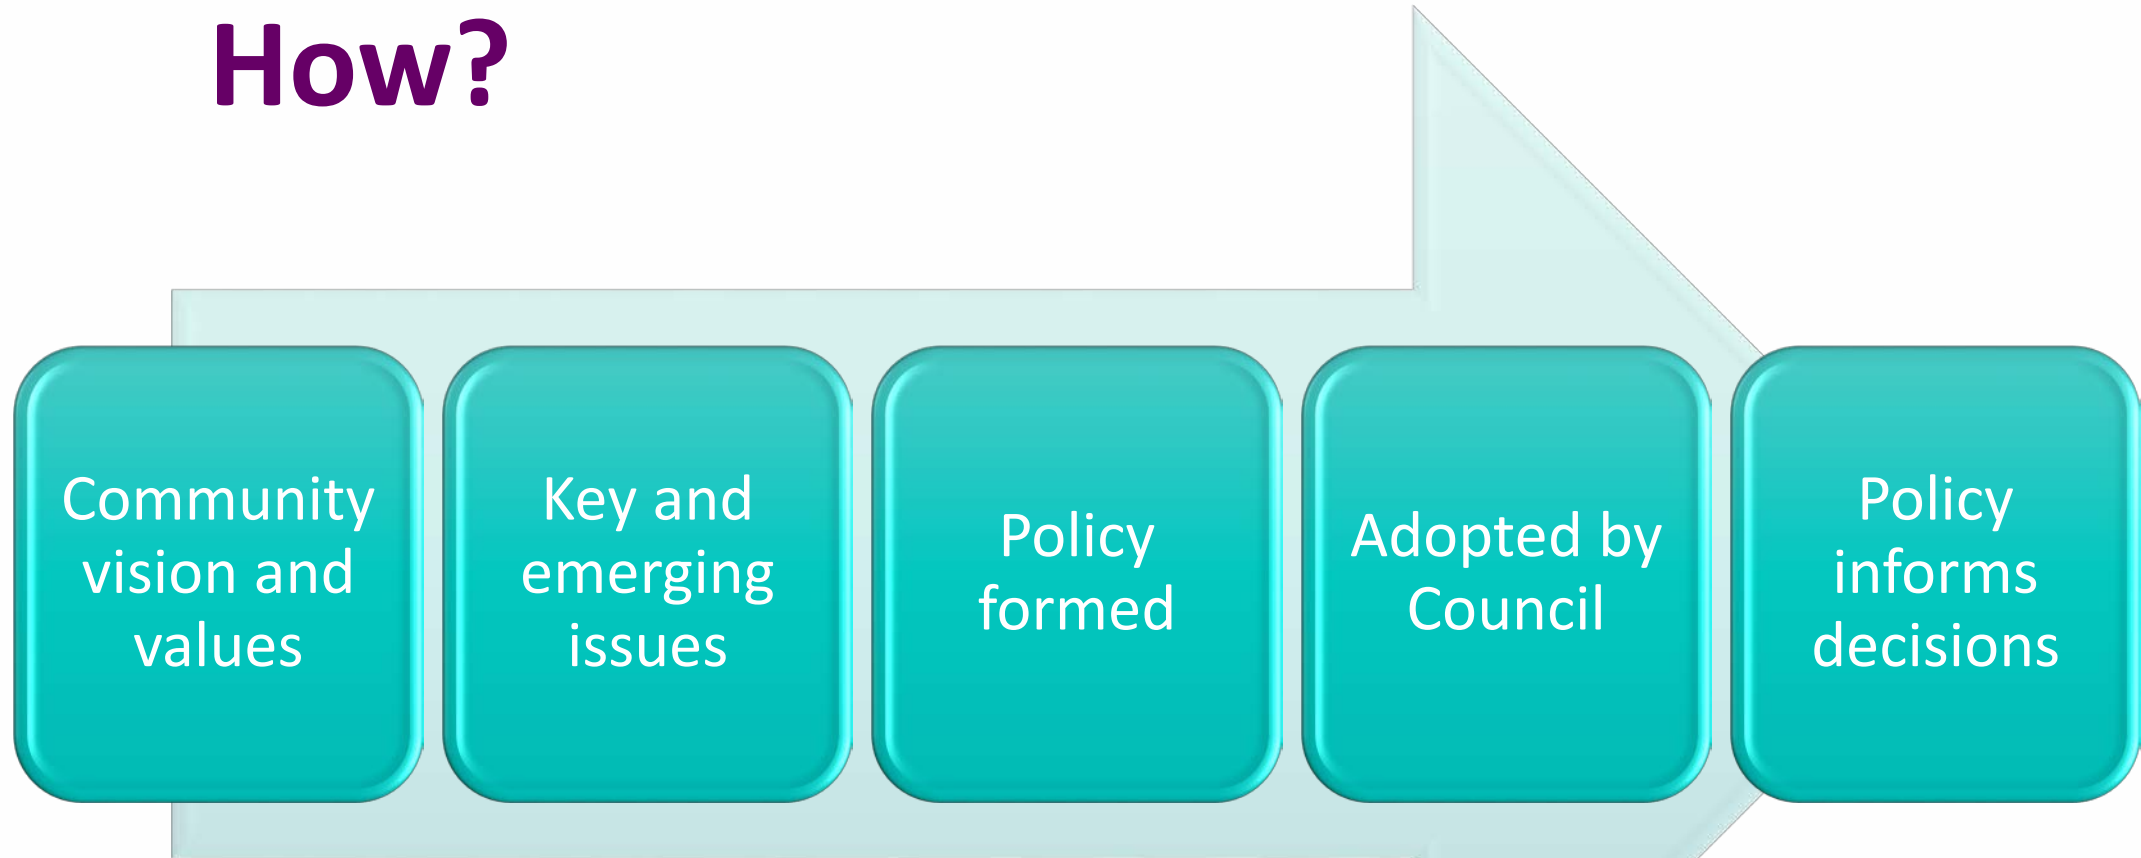 How?
Community
vision and
values
Key and
emerging
issues
Policy
formed
Adopted by
Council
Policy
informs
decisions